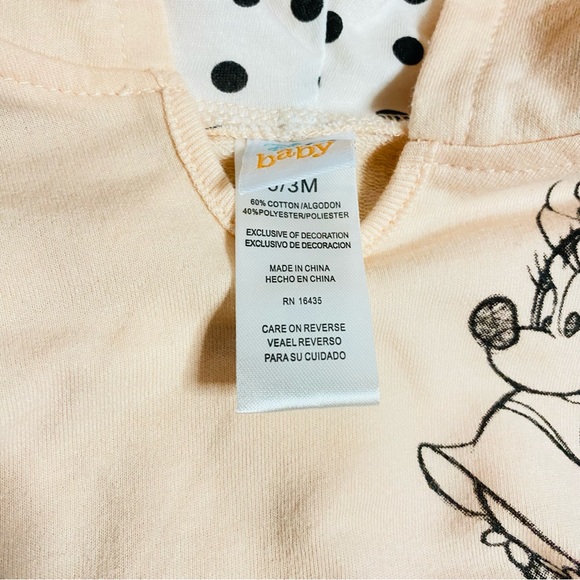 baby
0/3M
60% COTTON/ALGODON
40%POLYESTER/POLIESTER
EXCLUSIVE OF DECORATION
EXCLUSIVO DE DECORACION
MADE IN CHINA
HECHO EN CHINA
RN 16435
CARE ON REVERSE
VEAEL REVERSO
PARA SU CUIDADO